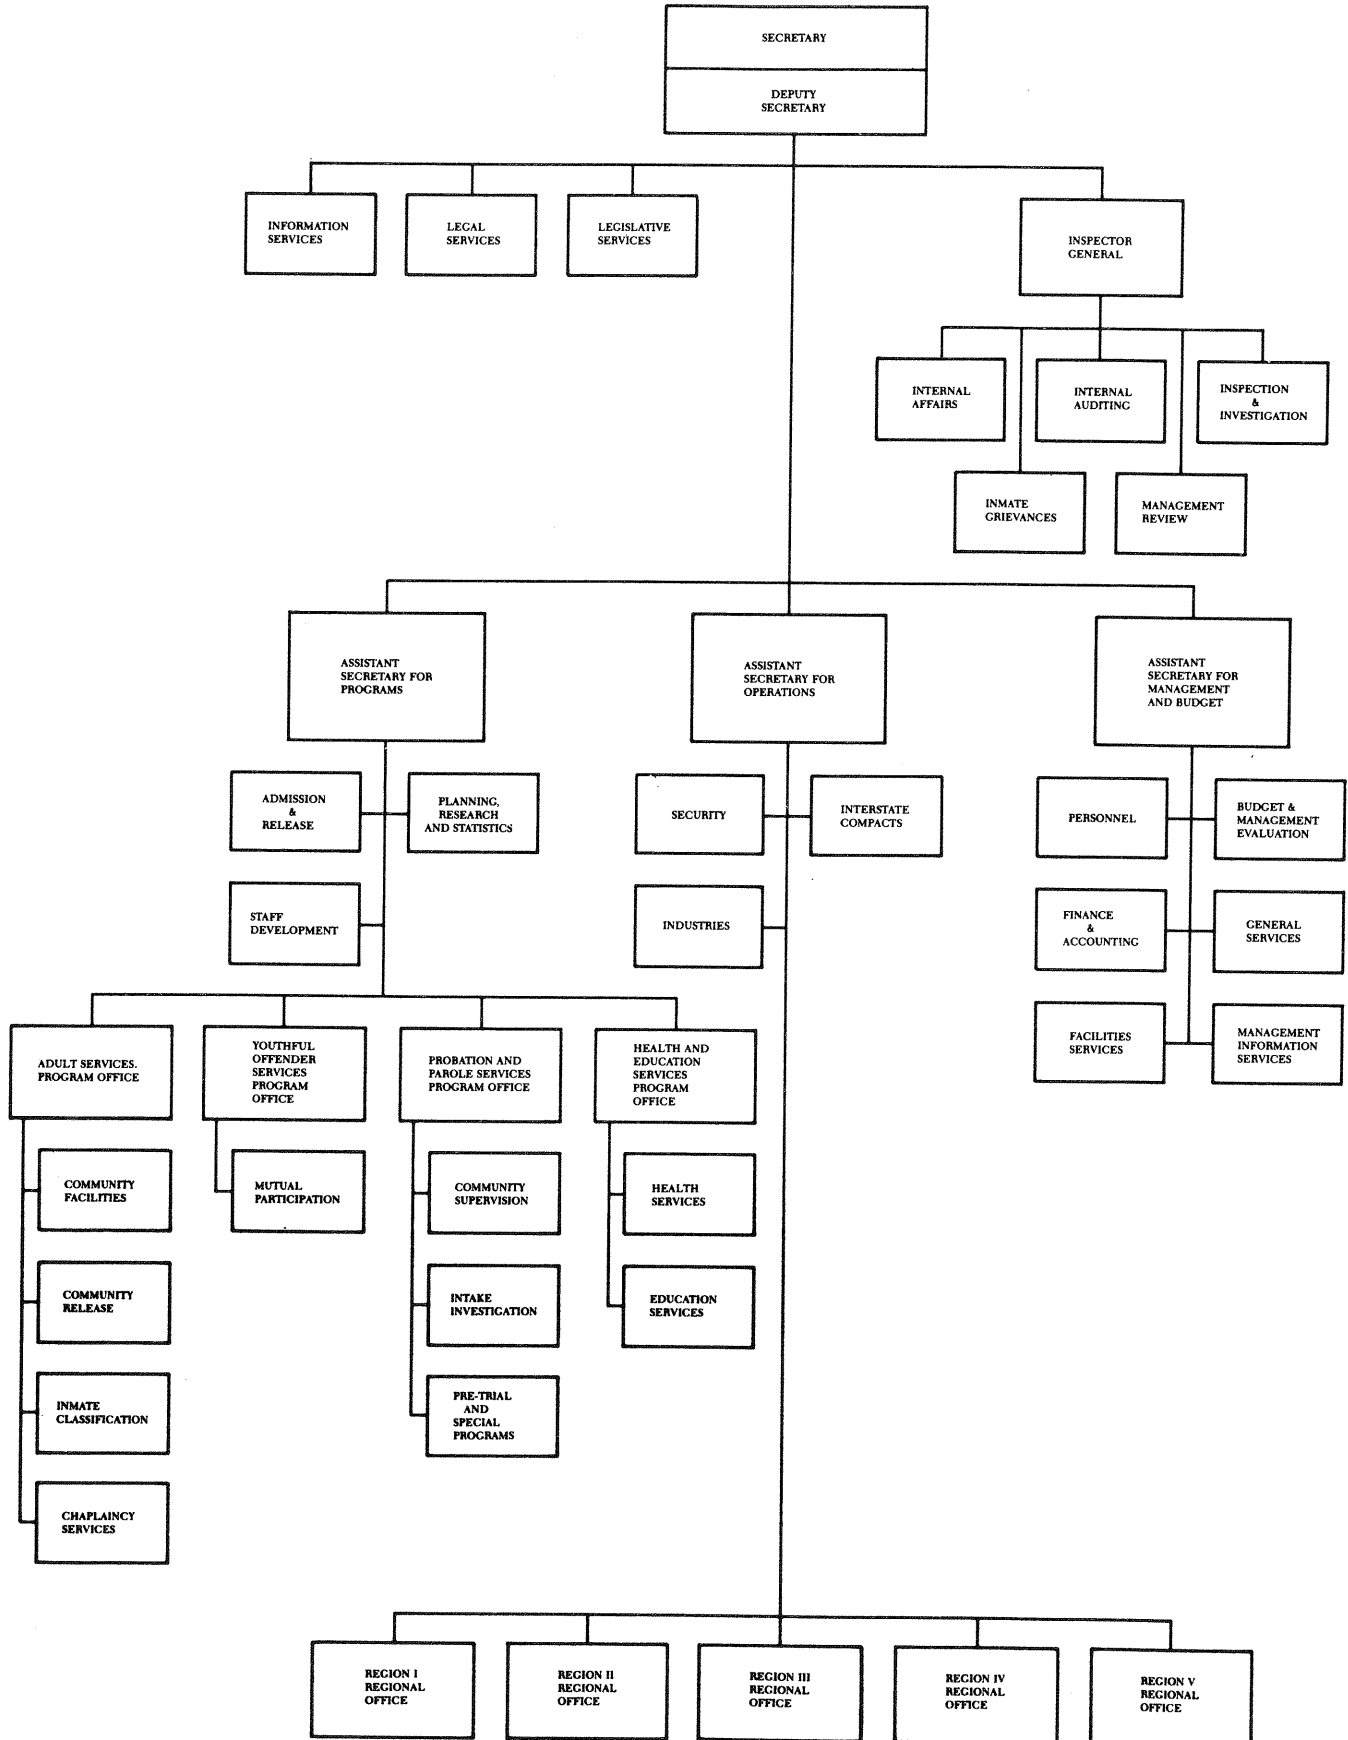 SECRETARY
DEPUTY
SECRETARY
INFORMATION
SERVICES
LEGAL
SERVICES
LEGISLATIVE
SERVICES
INSPECTOR
GENERAL
INTERNAL
AFFAIRS
INTERNAL
AUDITING
INSPECTION
&
INVESTIGATION
INMATE
GRIEVANCES
MANAGEMENT
REVIEW
ASSISTANT
SECRETARY FOR
PROGRAMS
ASSISTANT
SECRETARY FOR
OPERATIONS
ASSISTANT
SECRETARY FOR
MANAGEMENT
AND BUDGET
ADMISSION
&
RELEASE
PLANNING,
RESEARCH
AND STATISTICS
SECURITY
INTERSTATE
COMPACTS
PERSONNEL
BUDGET &
MANAGEMENT
EVALUATION
STAFF
DEVELOPMENT
INDUSTRIES
FINANCE
&
ACCOUNTING
GENERAL
SERVICES
FACILITIES
SERVICES
MANAGEMENT
INFORMATION
SERVICES
ADULT SERVICES.
PROGRAM OFFICE
YOUTHFUL
OFFENDER
SERVICES
PROGRAM
OFFICE
PROBATION AND
PAROLE SERVICES
PROGRAM OFFICE
HEALTH AND
EDUCATION
SERVICES
PROGRAM
OFFICE
COMMUNITY
FACILITIES
MUTUAL
PARTICIPATION
COMMUNITY
SUPERVISION
HEALTH
SERVICES
COMMUNITY
RELEASE
INTAKE
INVESTIGATION
EDUCATION
SERVICES
INMATE
CLASSIFICATION
PRE-TRIAL
AND
SPECIAL
PROGRAMS
CHAPLAINCY
SERVICES
REGION I
REGIONAL
OFFICE
REGION II
REGIONAL
OFFICE
REGION III
REGIONAL
OFFICE
REGION IV
REGIONAL
OFFICE
REGION V
REGIONAL
OFFICE